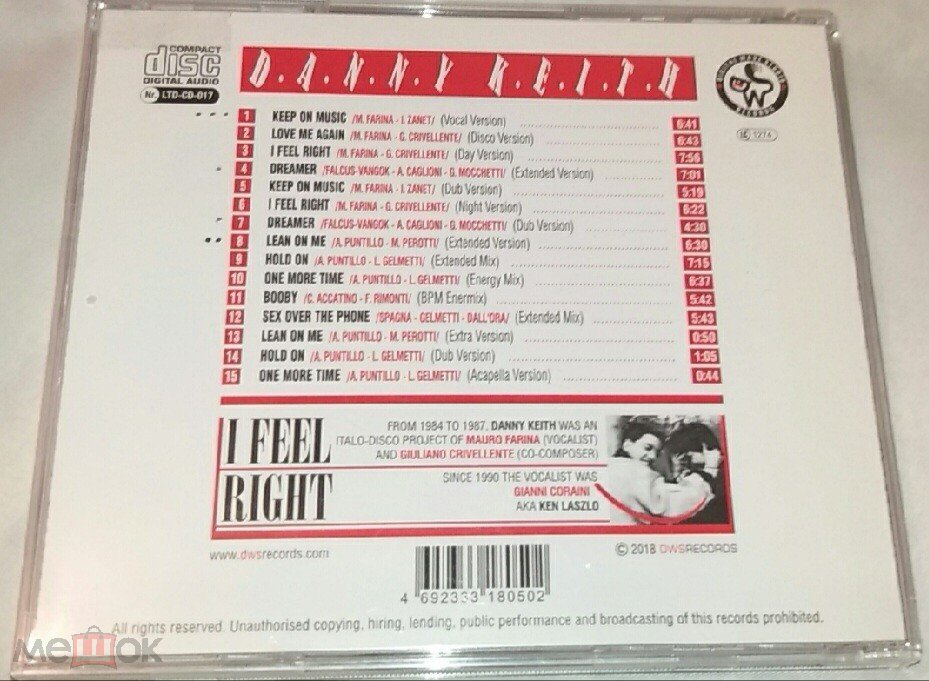 COMPACT
disc
DIGITAL AUDIO
Nr. LTD-CD-017
D.A.N.N.Y K.E.I.T.H
RECORDS
1 KEEP ON MUSIC /M. FARINA - I. ZANET/ (Vocal Version) 6:41
2 LOVE ME AGAIN /M. FARINA - G. CRIVELLENTE/ (Disco Version) 6:43
3 I FEEL RIGHT /M. FARINA - G. CRIVELLENTE/ (Day Version) 7:56
4 DREAMER /FALCUS-VANGOK - A. CAGLIONI - G. MOCCHETTI/ (Extended Version) 7:01
5 KEEP ON MUSIC /M. FARINA - I. ZANET/ (Dub Version) 5:19
6 I FEEL RIGHT /M. FARINA - G. CRIVELLENTE/ (Night Version) 6:22
7 DREAMER /FALCUS-VANGOK - A. CAGLIONI - G. MOCCHETTI/ (Dub Version) 4:30
8 LEAN ON ME /A. PUNTILLO - M. PEROTTI/ (Extended Version) 6:30
9 HOLD ON /A. PUNTILLO - L. GELMETTI/ (Extended Mix) 7:15
10 ONE MORE TIME /A. PUNTILLO - L. GELMETTI/ (Energy Mix) 6:37
11 BOOBY /C. ACCATINO - F. RIMONTI/ (BPM Enermix) 5:42
12 SEX OVER THE PHONE /SPAGNA - GELMETTI - DALL'ORA/ (Extended Mix) 5:43
13 LEAN ON ME /A. PUNTILLO - M. PEROTTI/ (Extra Version) 0:50
14 HOLD ON /A. PUNTILLO - L. GELMETTI/ (Dub Version) 1:05
15 ONE MORE TIME /A. PUNTILLO - L. GELMETTI/ (Acapella Version) 0:44
I FEEL
RIGHT
FROM 1984 TO 1987, DANNY KEITH WAS AN
ITALO-DISCO PROJECT OF MAURO FARINA (VOCALIST)
AND GIULIANO CRIVELLENTE (CO-COMPOSER)
SINCE 1990 THE VOCALIST WAS
GIANNI CORAINI
AKA KEN LASZLO
www.dwsrecords.com
© 2018 DWSRECORDS
4 692333 180502
All rights reserved. Unauthorised copying, hiring, lending, public performance and broadcasting of this records prohibited.
мешок